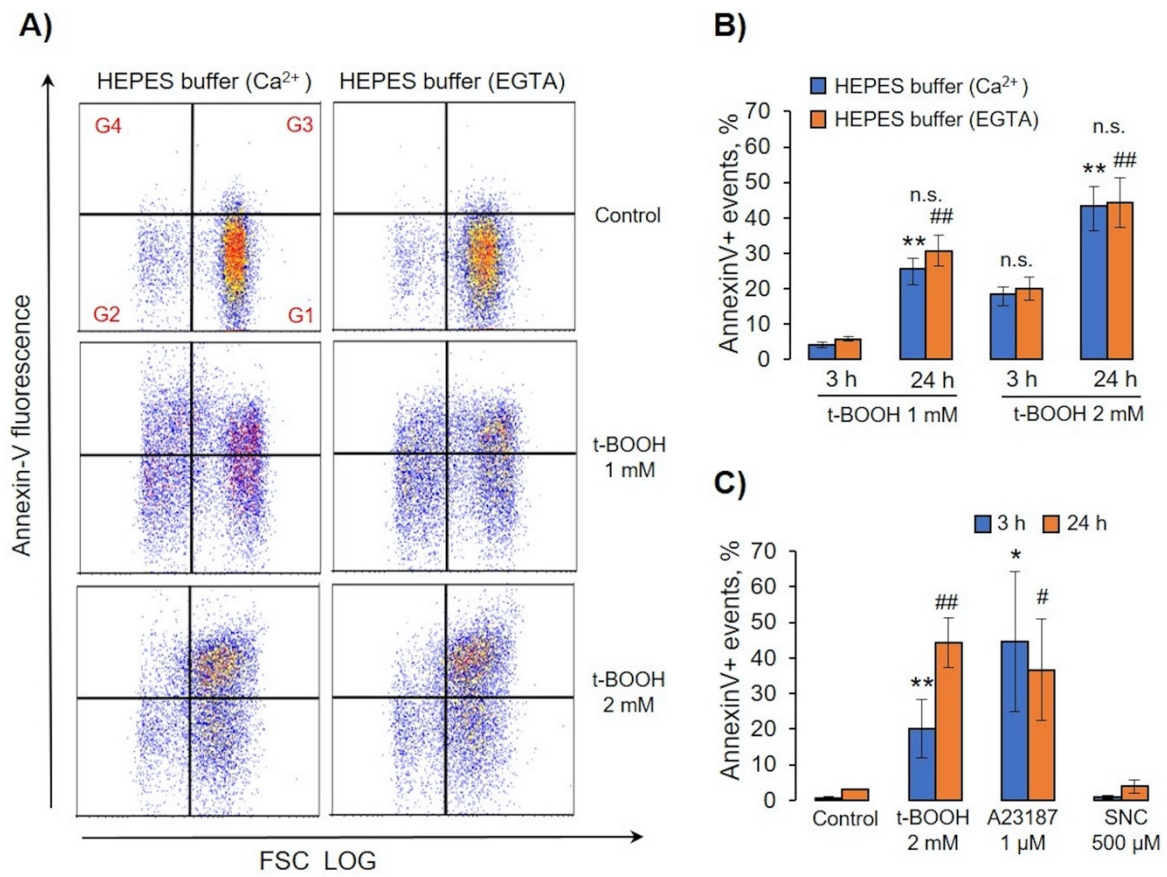 A)
HEPES buffer (Ca²⁺ ) HEPES buffer (EGTA)
G4 G3
G2 G1
Control
t-BOOH
1 mM
t-BOOH
2 mM
Annexin-V fluorescence
FSC LOG
B)
HEPES buffer (Ca²⁺ )
HEPES buffer (EGTA)
AnnexinV+ events, %
70
60
50
40
30
20
10
0
n.s.
** ##
n.s.
n.s.
** ##
3 h 24 h 3 h 24 h
t-BOOH 1 mM t-BOOH 2 mM
C)
3 h 24 h
AnnexinV+ events, %
70
60
50
40
30
20
10
0
** ## * #
Control t-BOOH A23187 SNC
2 mM 1 µM 500 µM